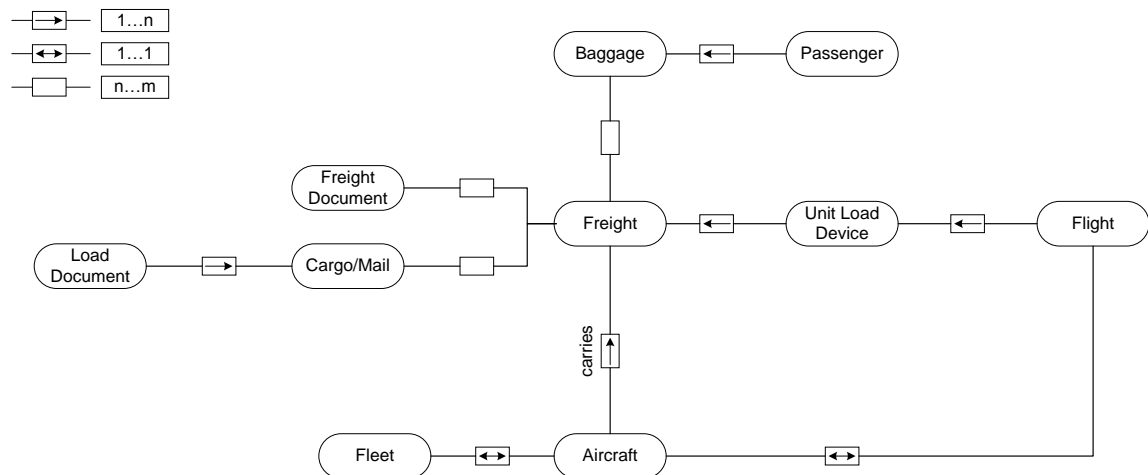 1...n
1...1
n...m
Baggage
Passenger
Freight
Document
Freight
Unit Load
Device
Flight
Load
Document
Cargo/Mail
carries
Fleet
Aircraft